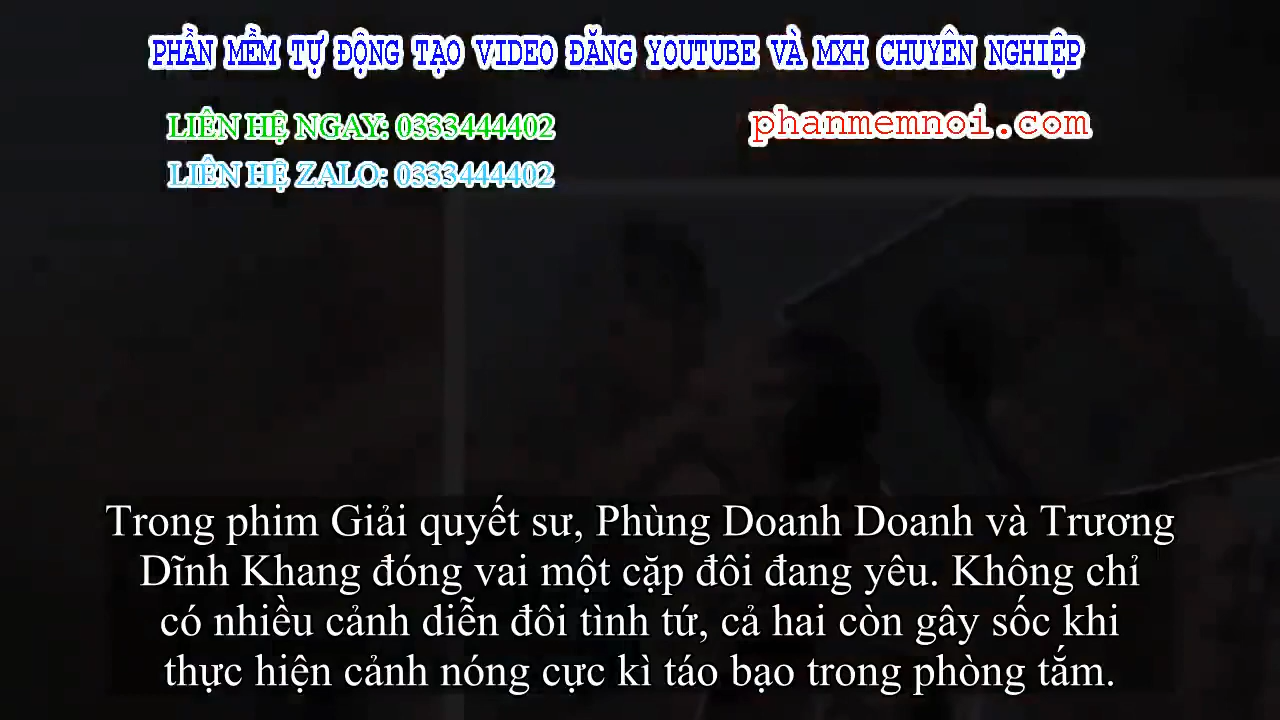 PHẦN MỀM TỰ ĐỘNG TẠO VIDEO ĐĂNG YOUTUBE VÀ MXH CHUYÊN NGHIỆP
LIÊN HỆ NGAY: 0333444402
phanmemnoi.com
LIÊN HỆ ZALO: 0333444402
Trong phim Giải quyết sư, Phùng Doanh Doanh và Trương
Dĩnh Khang đóng vai một cặp đôi đang yêu. Không chỉ
có nhiều cảnh diễn đôi tình tứ, cả hai còn gây sốc khi
thực hiện cảnh nóng cực kì táo bạo trong phòng tắm.